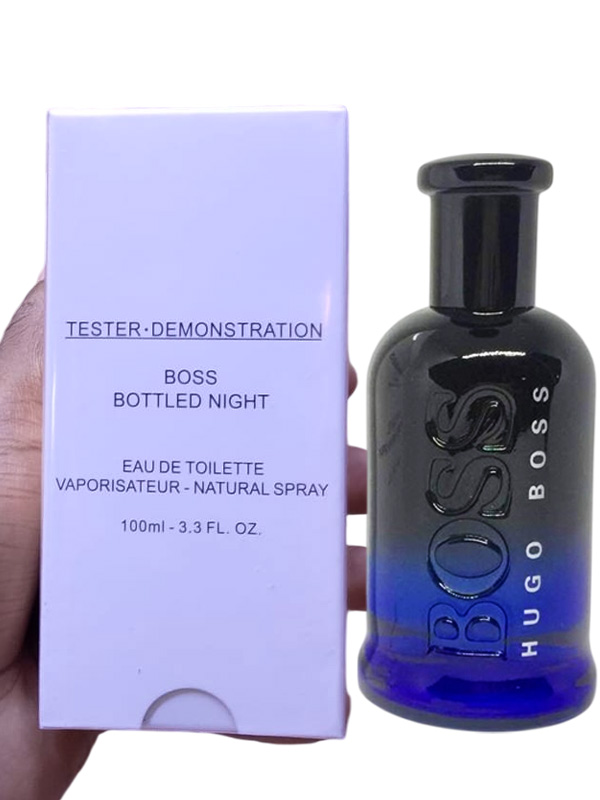 TESTER·DEMONSTRATION
BOSS
BOTTLED NIGHT
EAU DE TOILETTE
VAPORISATEUR - NATURAL SPRAY
100ml - 3.3 FL. OZ.
BOSS
HUGO BOSS